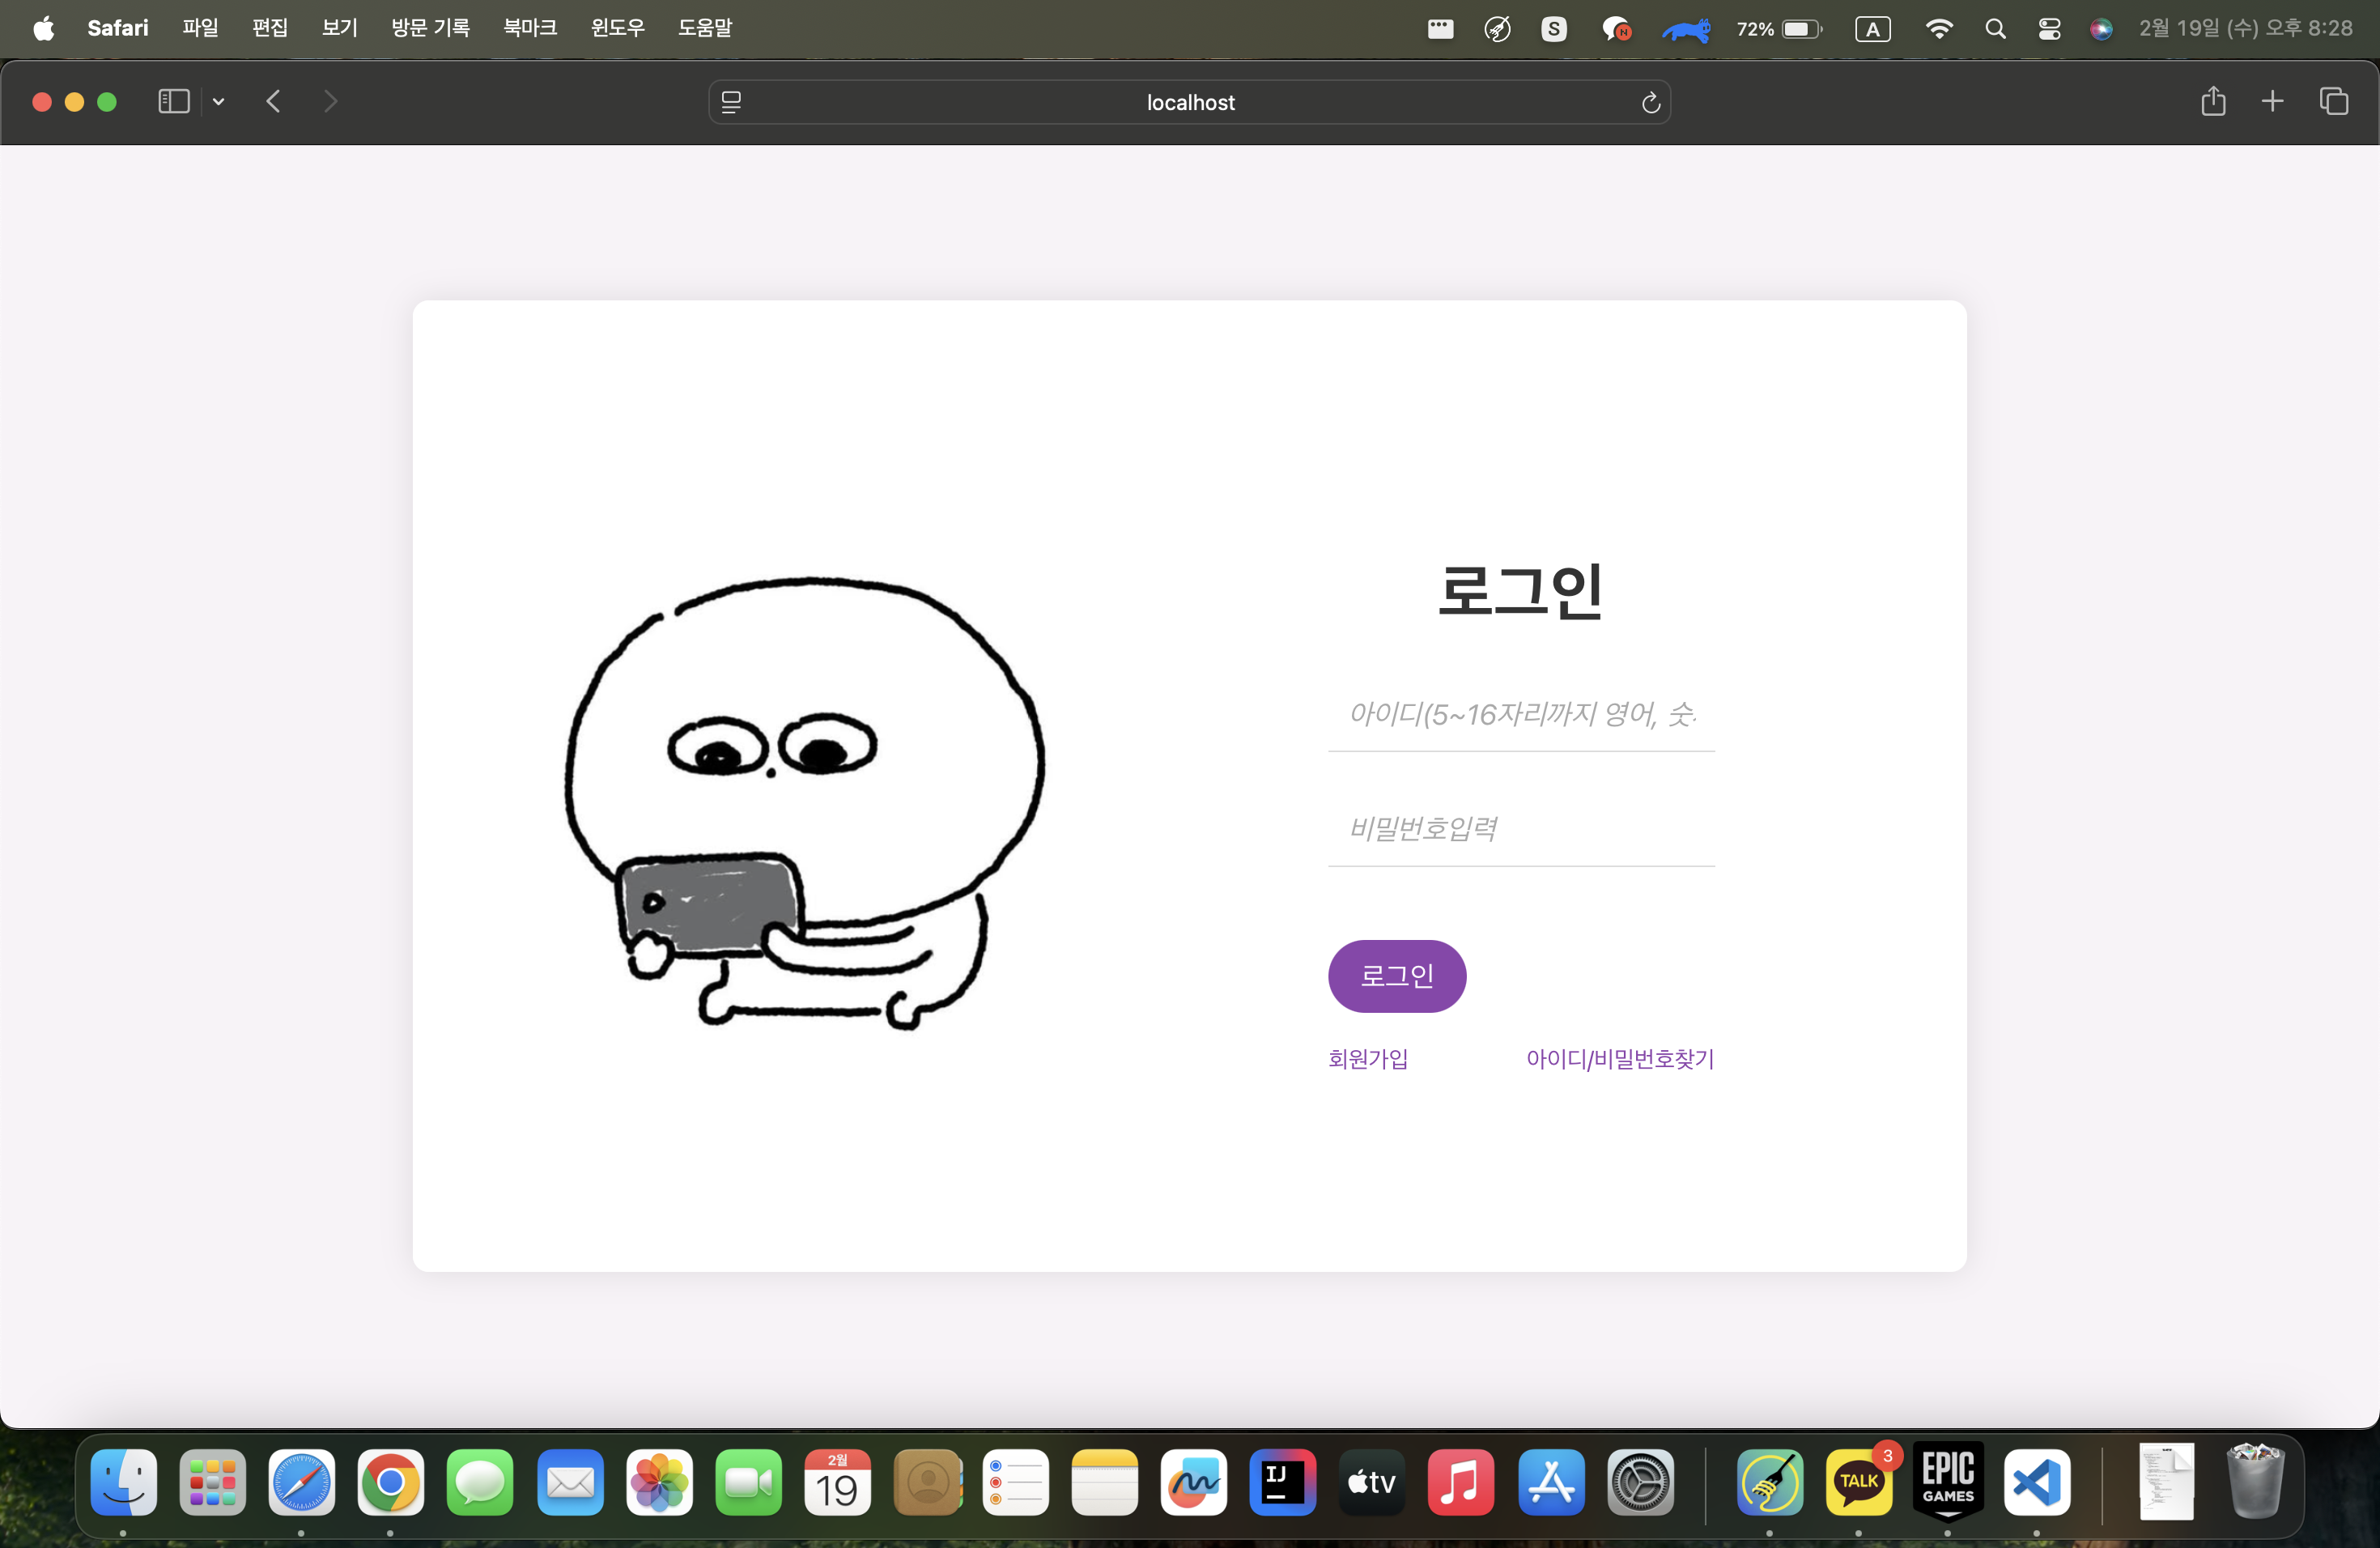 Safari 파일 편집 보기 방문 기록 북마크 윈도우 도움말 S N 72% A 2월 19일 (수) 오후 8:28
localhost
로그인
아이디(5~16자리까지 영어, 숫
비밀번호입력
로그인
회원가입 아이디/비밀번호찾기
2월
19
IJ
tv
TALK
3
EPIC
GAMES